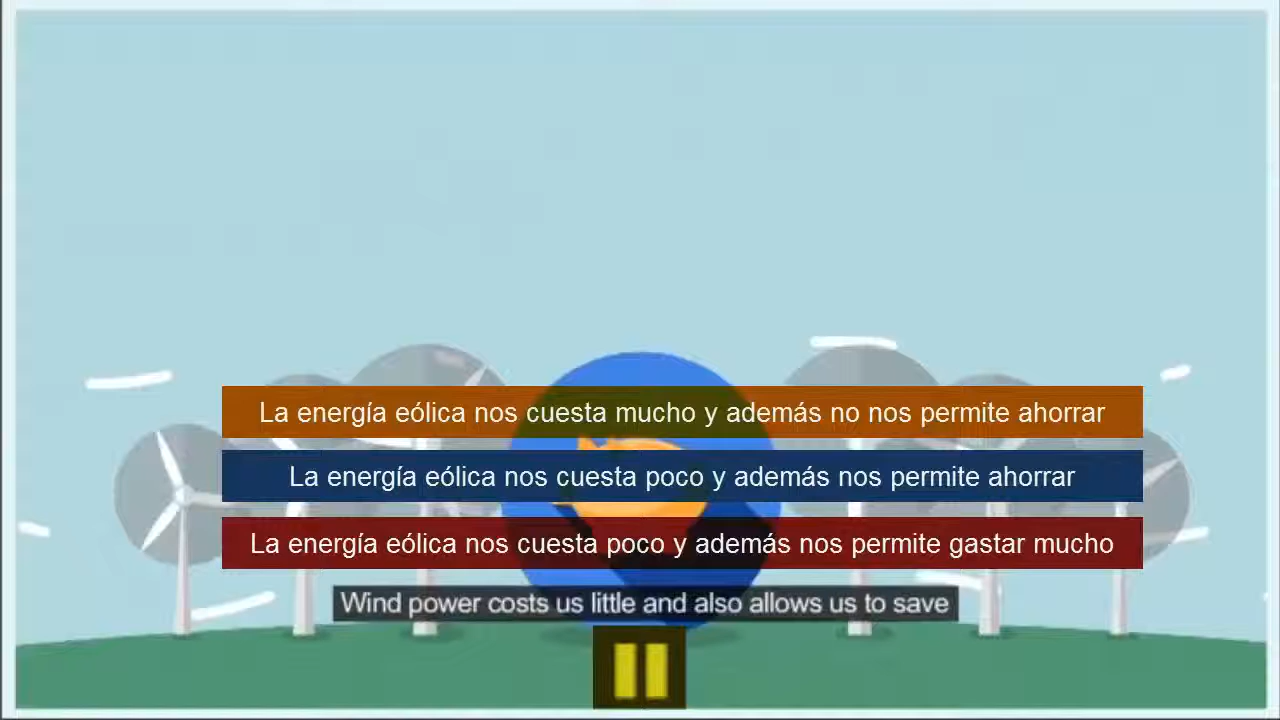 La energía eólica nos cuesta mucho y además no nos permite ahorrar
La energía eólica nos cuesta poco y además nos permite ahorrar
La energía eólica nos cuesta poco y además nos permite gastar mucho
Wind power costs us little and also allows us to save